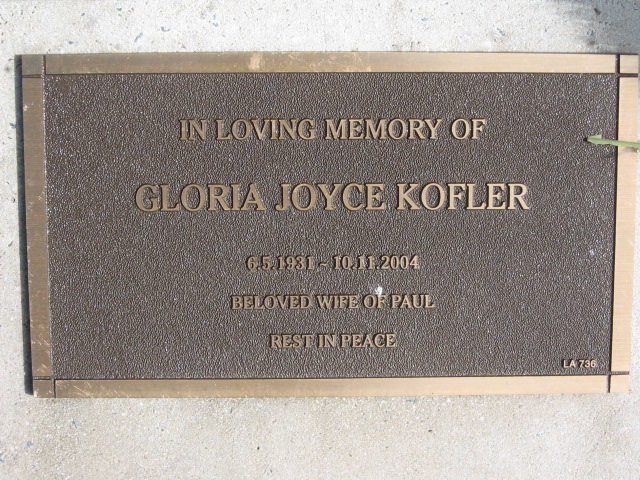 IN LOVING MEMORY OF
GLORIA JOYCE KOFLER
6.5.1931 ~ 10.11.2004
BELOVED WIFE OF PAUL
REST IN PEACE
LA 736